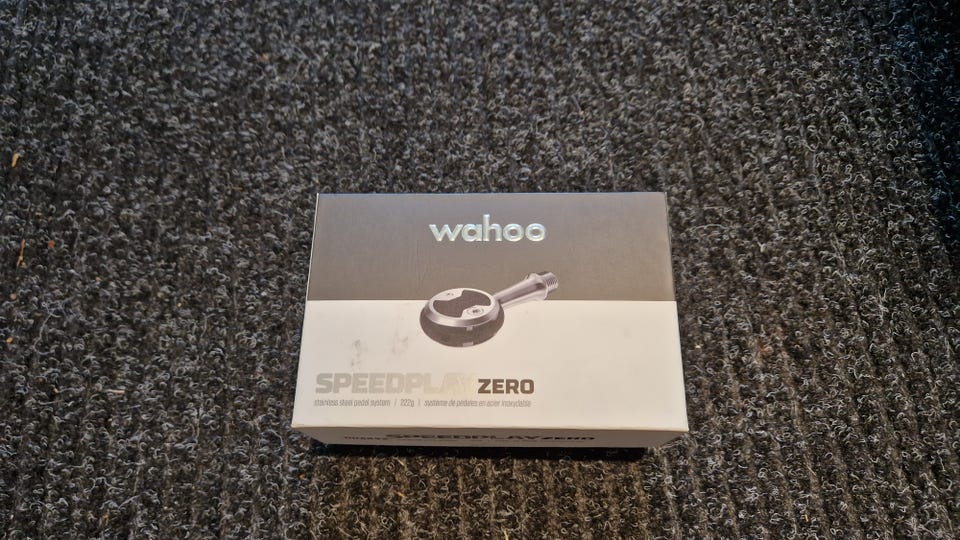 wahoo
SPEEDPLAY ZERO
stainless steel pedal system | 222g | système de pédales en acier inoxydable
SPEEDPLAY ZERO